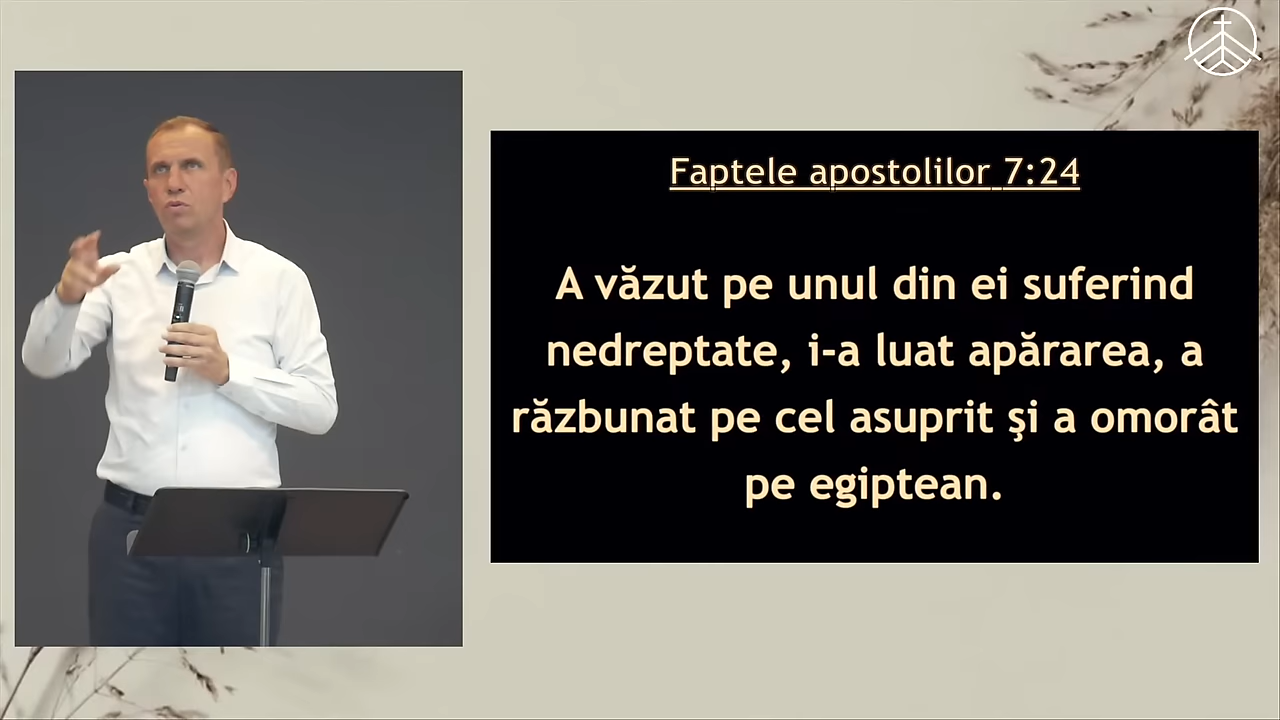 Faptele apostolilor 7:24
A văzut pe unul din ei suferind
nedreptate, i-a luat apărarea, a
răzbunat pe cel asuprit şi a omorât
pe egiptean.